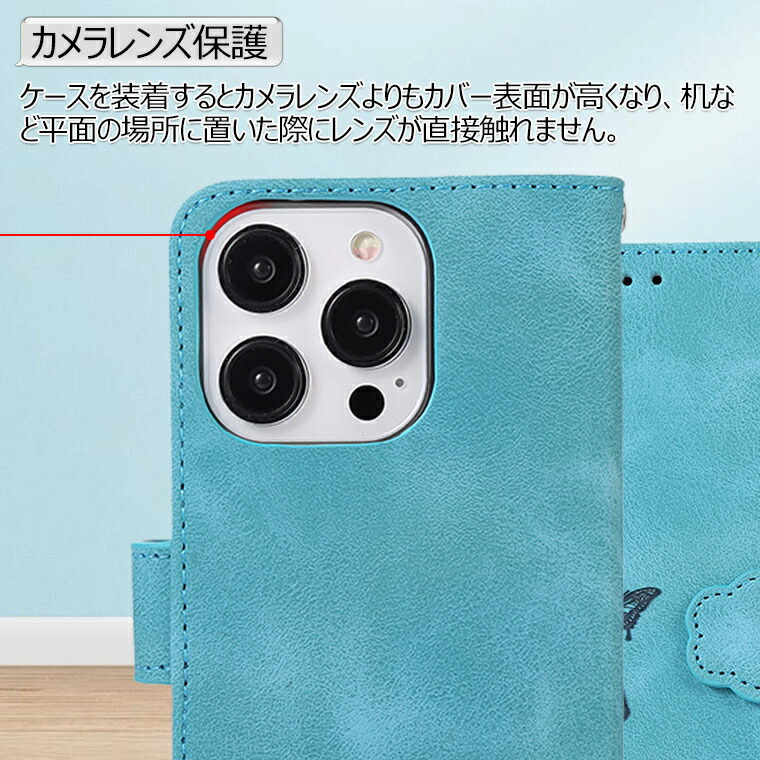 カメラレンズ保護
ケースを装着するとカメラレンズよりもカバー表面が高くなり、机な
ど平面の場所に置いた際にレンズが直接触れません。